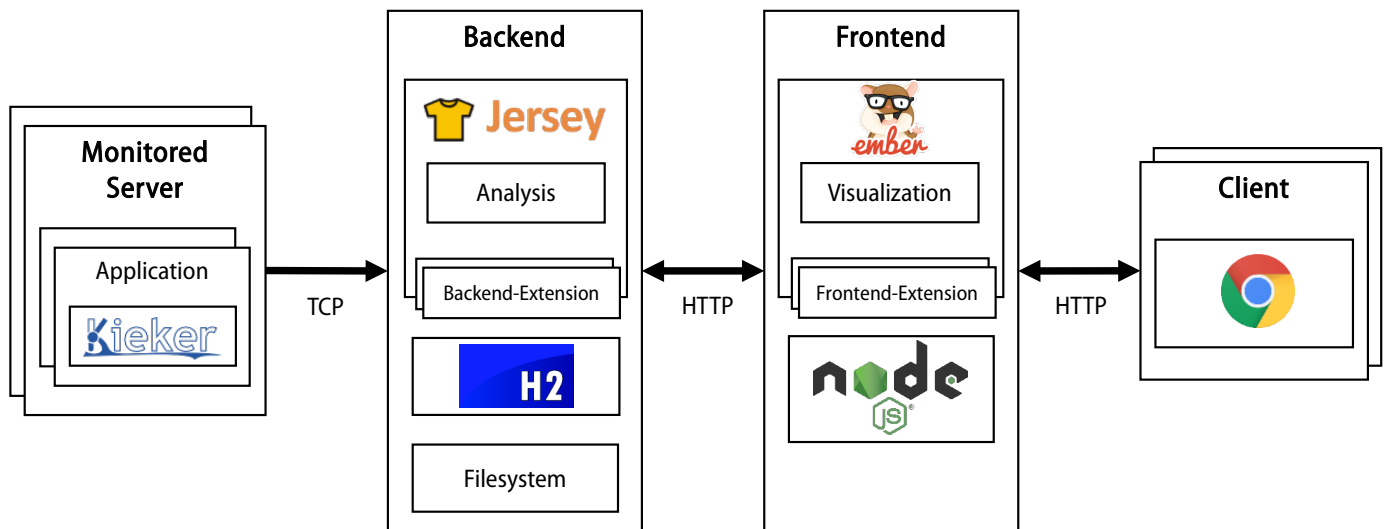 Monitored
Server
Application
Kieker
TCP
Backend
Jersey
Analysis
Backend-Extension
H2
Filesystem
HTTP
Frontend
ember
Visualization
Frontend-Extension
node
JS®
HTTP
Client